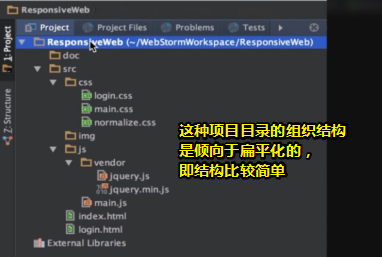 ResponsiveWeb
Project Project Files Problems Tests
1: Project
Z: Structure
ResponsiveWeb (~/WebStormWorkspace/ResponsiveWeb)
doc
src
css
login.css
main.css
normalize.css
img
js
vendor
jquery.js
jquery.min.js
main.js
index.html
login.html
External Libraries
这种项目目录的组织结构
是倾向于扁平化的，
即结构比较简单